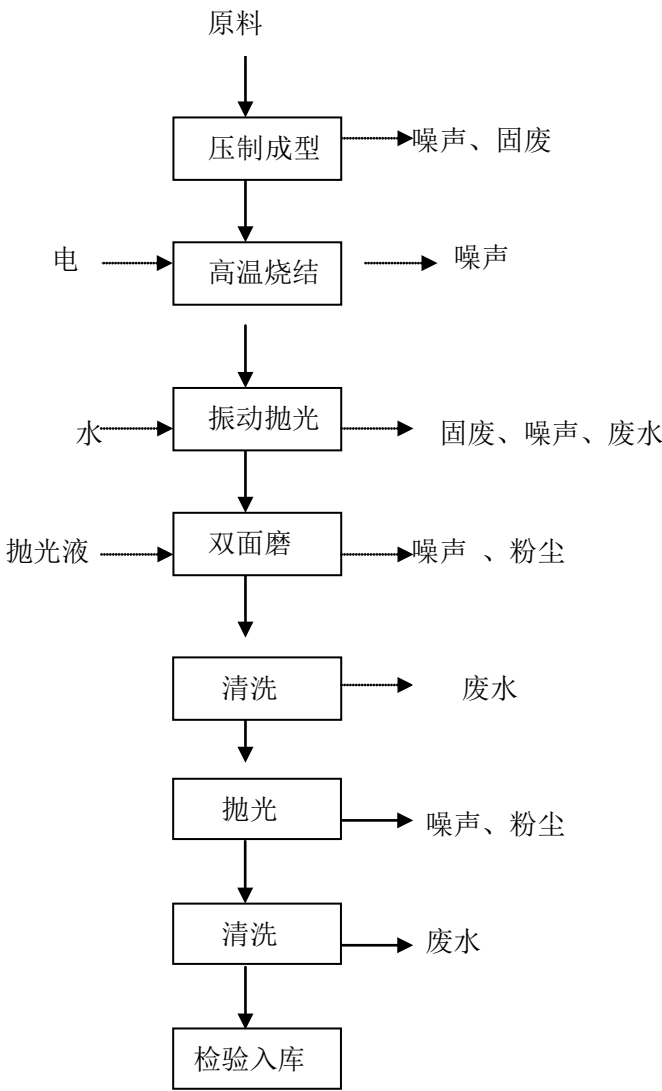 原料
压制成型
噪声、固废
电
高温烧结
噪声
水
振动抛光
固废、噪声、废水
抛光液
双面磨
噪声 、粉尘
清洗
废水
抛光
噪声、粉尘
清洗
废水
检验入库